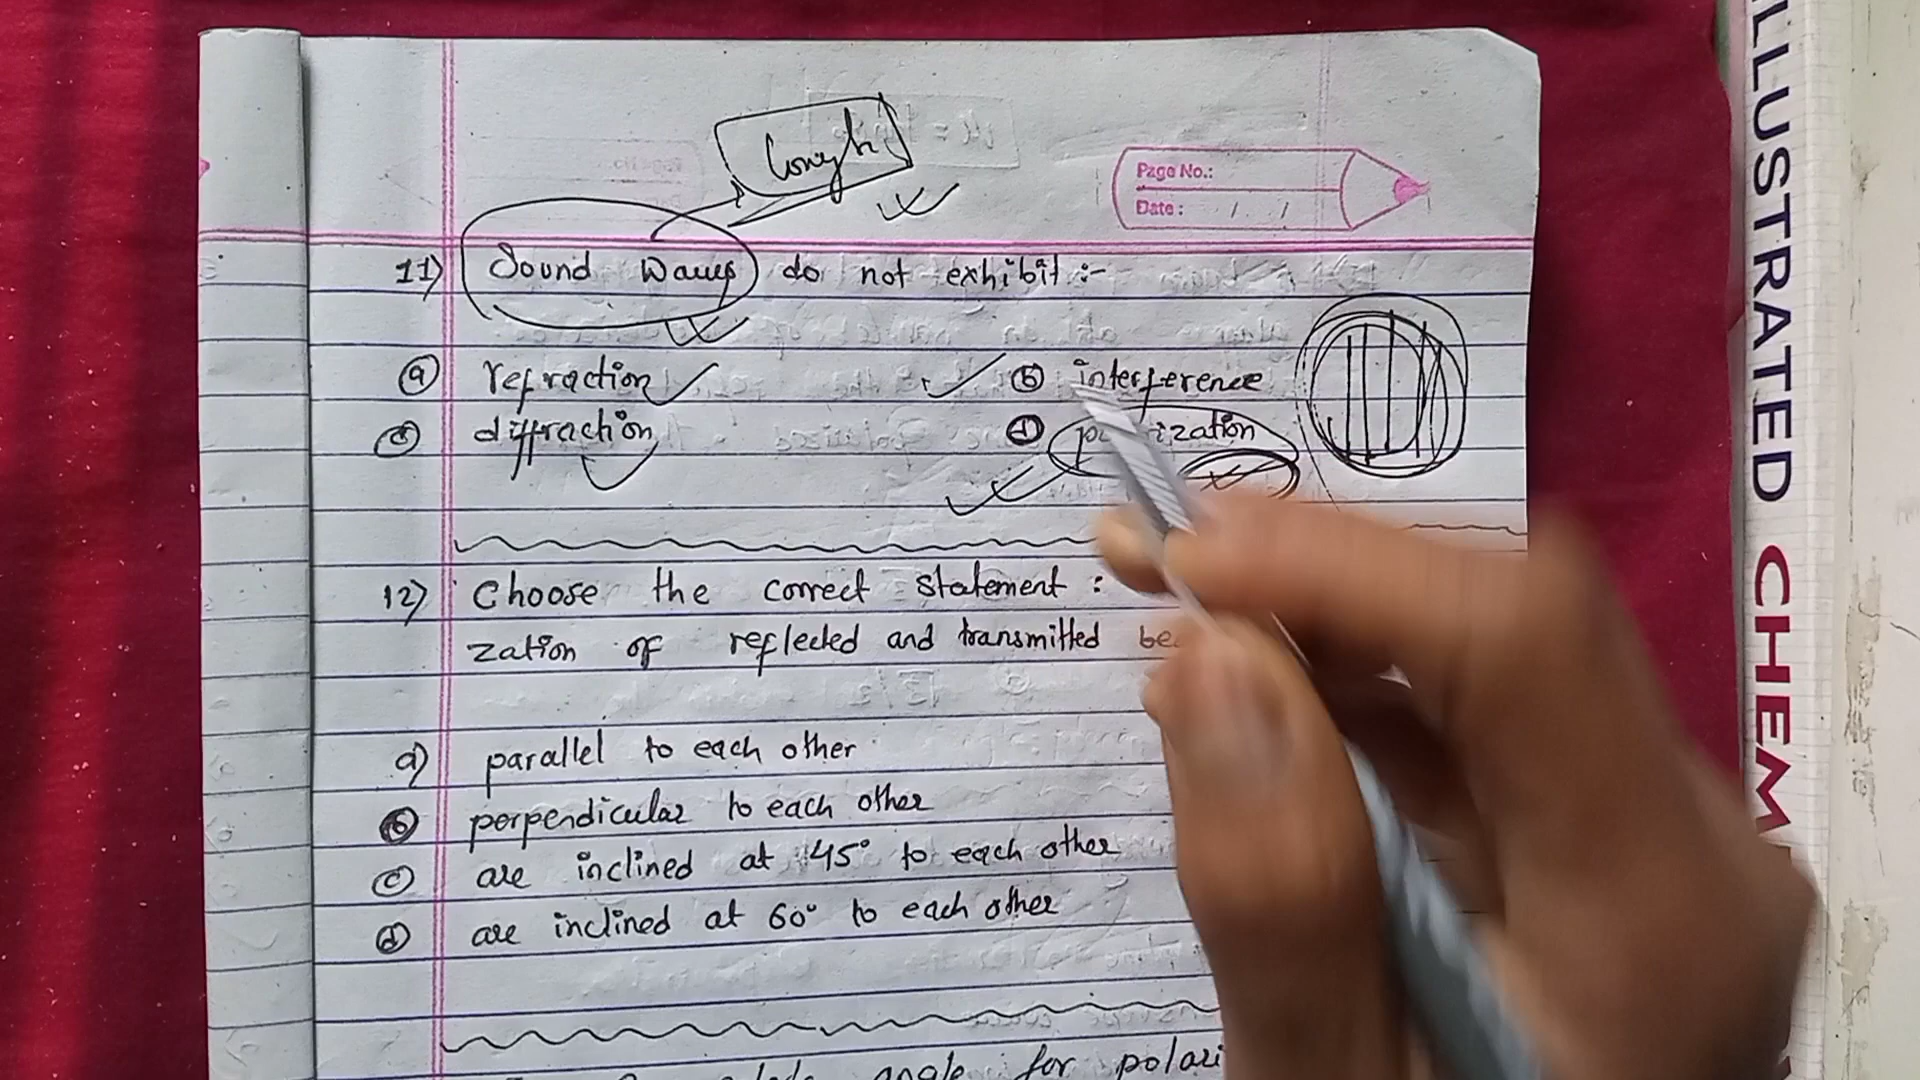 Longit
Page No.:
Date : / /
11) Sound Waves do not exhibit :-
(a) refraction (b) interference
(c) diffraction (d)
12) Choose the correct statement :
zation of reflected and transmitted
a) parallel to each other
(b) perpendicular to each other
(c) are inclined at 45° to each other
(d) are inclined at 60° to each other
angle for polari
ILLUSTRATED CHEM